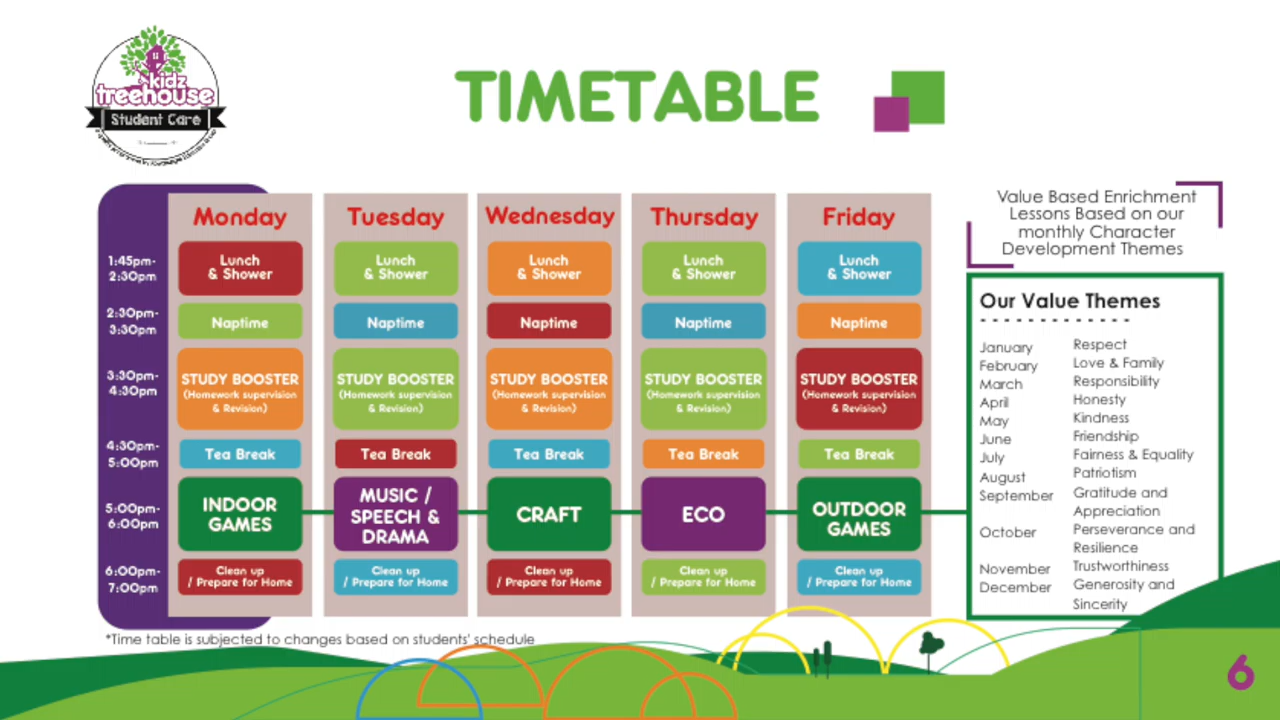 kidz
treehouse
Student Care
TIMETABLE
Monday
Tuesday
Wednesday
Thursday
Friday
1:45pm-
2:30pm
Lunch
& Shower
Lunch
& Shower
Lunch
& Shower
Lunch
& Shower
Lunch
& Shower
2:30pm-
3:30pm
Naptime
Naptime
Naptime
Naptime
Naptime
3:30pm-
4:30pm
STUDY BOOSTER
(Homework supervision
& Revision)
STUDY BOOSTER
(Homework supervision
& Revision)
STUDY BOOSTER
(Homework supervision
& Revision)
STUDY BOOSTER
(Homework supervision
& Revision)
STUDY BOOSTER
(Homework supervision
& Revision)
4:30pm-
5:00pm
Tea Break
Tea Break
Tea Break
Tea Break
Tea Break
5:00pm-
6:00pm
INDOOR
GAMES
MUSIC /
SPEECH &
DRAMA
CRAFT
ECO
OUTDOOR
GAMES
6:00pm-
7:00pm
Clean up
/ Prepare for Home
Clean up
/ Prepare for Home
Clean up
/ Prepare for Home
Clean up
/ Prepare for Home
Clean up
/ Prepare for Home
*Time table is subjected to changes based on students' schedule
Value Based Enrichment
Lessons Based on our
monthly Character
Development Themes
Our Value Themes
January Respect
February Love & Family
March Responsibility
April Honesty
May Kindness
June Friendship
July Fairness & Equality
August Patriotism
September Gratitude and
Appreciation
October Perseverance and
Resilience
November Trustworthiness
December Generosity and
Sincerity
6